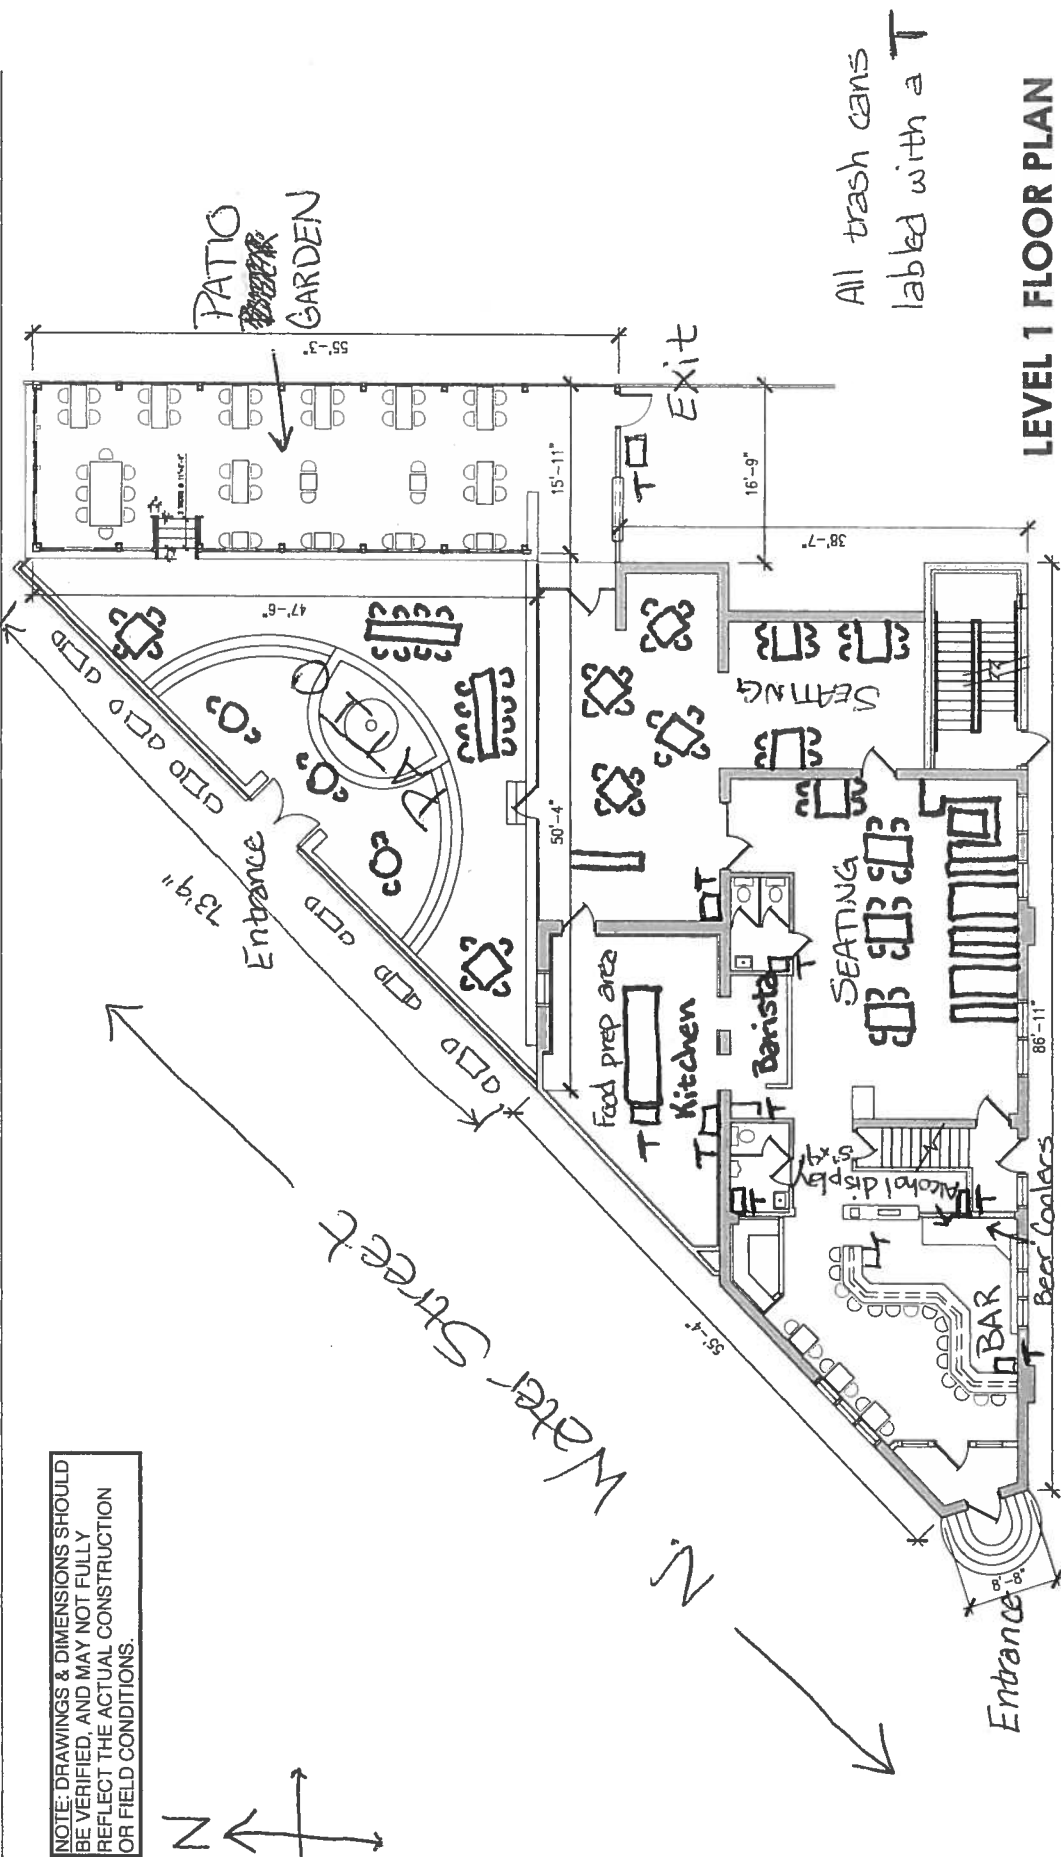 NOTE: DRAWINGS & DIMENSIONS SHOULD
BE VERIFIED, AND MAY NOT FULLY
REFLECT THE ACTUAL CONSTRUCTION
OR FIELD CONDITIONS.
N
PATIO
GARDEN
55'-3"
47'-6"
15'-11"
16'-9"
Exit
T
38'-7"
73'9"
Entrance
PATIO
50'-4"
SEATING
T
Food prep area
T
Kitchen
T
Barista
T
T
T
SEATING
Alcohol display
5'x4'
T
T
BAR
T
Beer Coolers
86'-11"
55'-4"
N. Water Street
8'-8"
Entrance
All trash cans
labled with a T
LEVEL 1 FLOOR PLAN